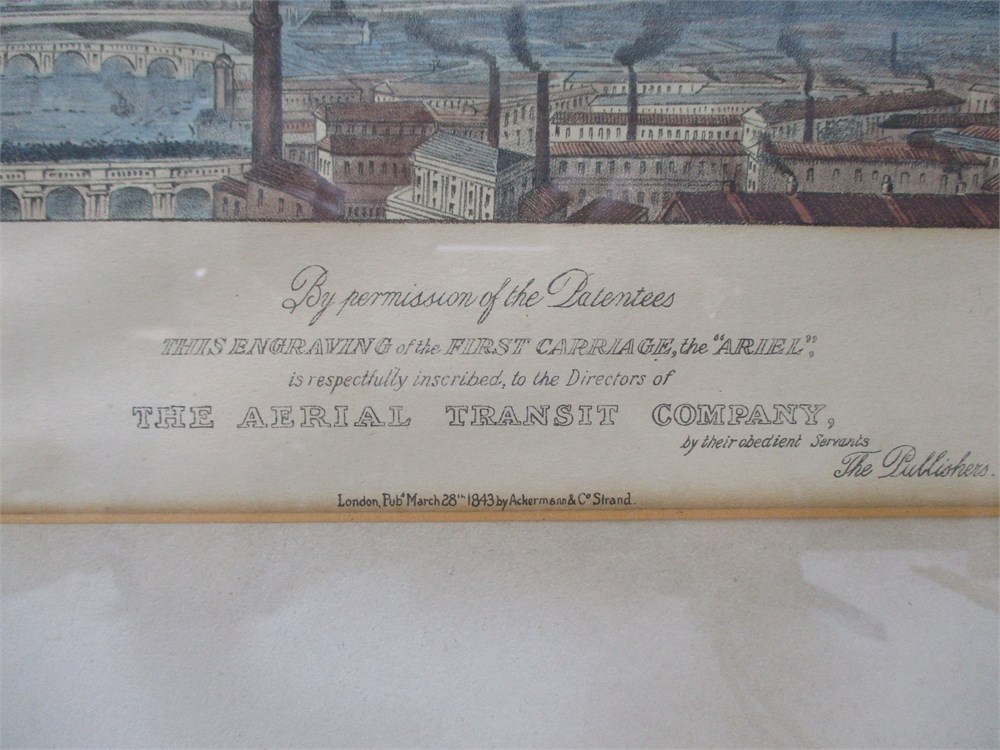 By permission of the Patentees
THIS ENGRAVING of the FIRST CARRIAGE, the "ARIEL",
is respectfully inscribed, to the Directors of
THE AERIAL TRANSIT COMPANY,
by their obedient Servants
The Publishers.
London, Pubd March 28th 1843 by Ackermann & Co Strand.